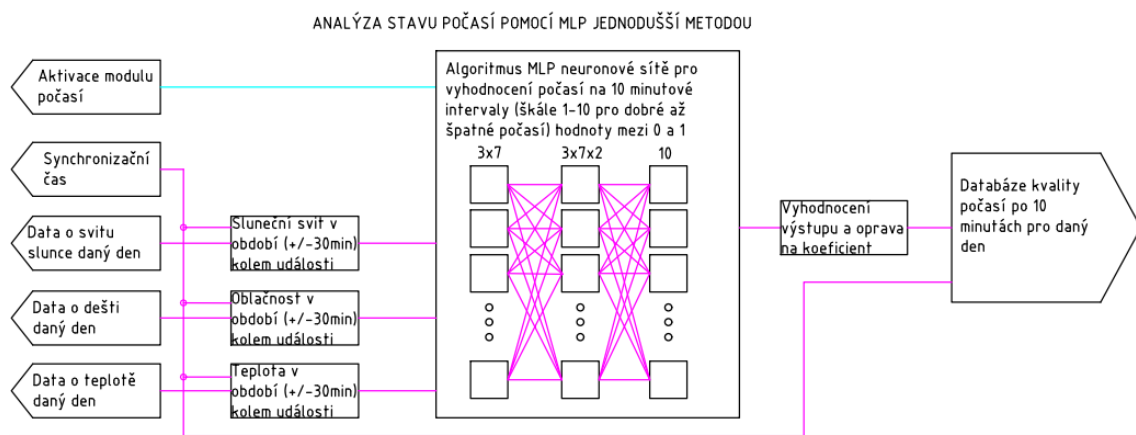 ANALÝZA STAVU POČASÍ POMOCÍ MLP JEDNODUŠŠÍ METODOU
Aktivace modulu
počasí
Synchronizační
čas
Data o svitu
slunce daný den
Data o dešti
daný den
Data o teplotě
daný den
Sluneční svit v
období (+/-30min)
kolem události
Oblačnost v
období (+/-30min)
kolem události
Teplota v
období (+/-30min)
kolem události
Algoritmus MLP neuronové sítě pro
vyhodnocení počasí na 10 minutové
intervaly (škále 1-10 pro dobré až
špatné počasí) hodnoty mezi 0 a 1
3x7 3x7x2 10
Vyhodnocení
výstupu a oprava
na koeficient
Databáze kvality
počasí po 10
minutách pro daný
den